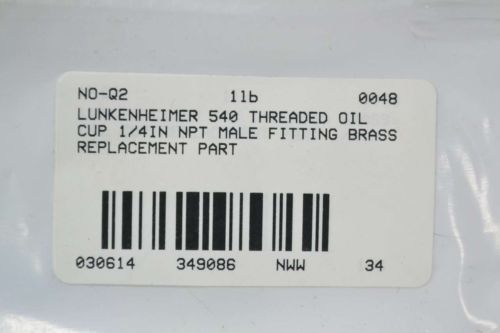 NO-Q2 1lb 0048
LUNKENHEIMER 540 THREADED OIL
CUP 1/4IN NPT MALE FITTING BRASS
REPLACEMENT PART
030614 349086 NWW 34